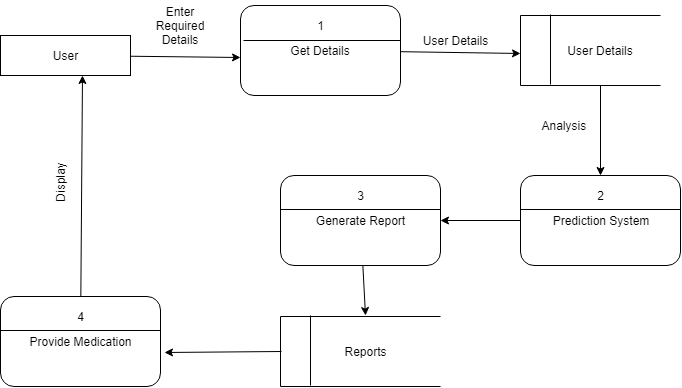 Enter
Required
Details
User
1
Get Details
User Details
User Details
Analysis
2
Prediction System
3
Generate Report
Reports
4
Provide Medication
Display